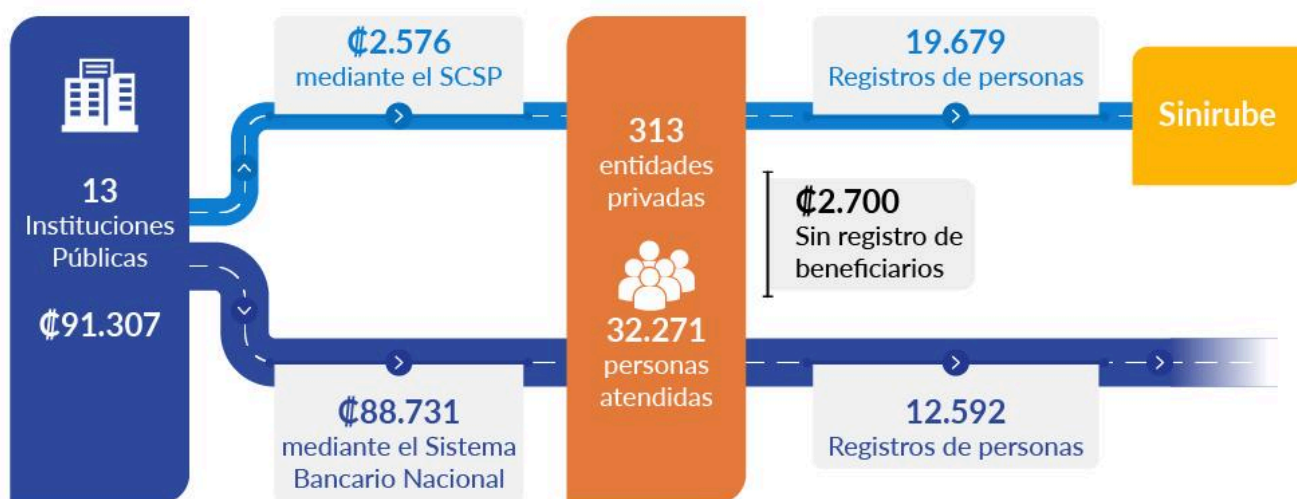 13
Instituciones
Públicas
₡91.307
₡2.576
mediante el SCSP
₡88.731
mediante el Sistema
Bancario Nacional
313
entidades
privadas
32.271
personas
atendidas
19.679
Registros de personas
₡2.700
Sin registro de
beneficiarios
12.592
Registros de personas
Sinirube